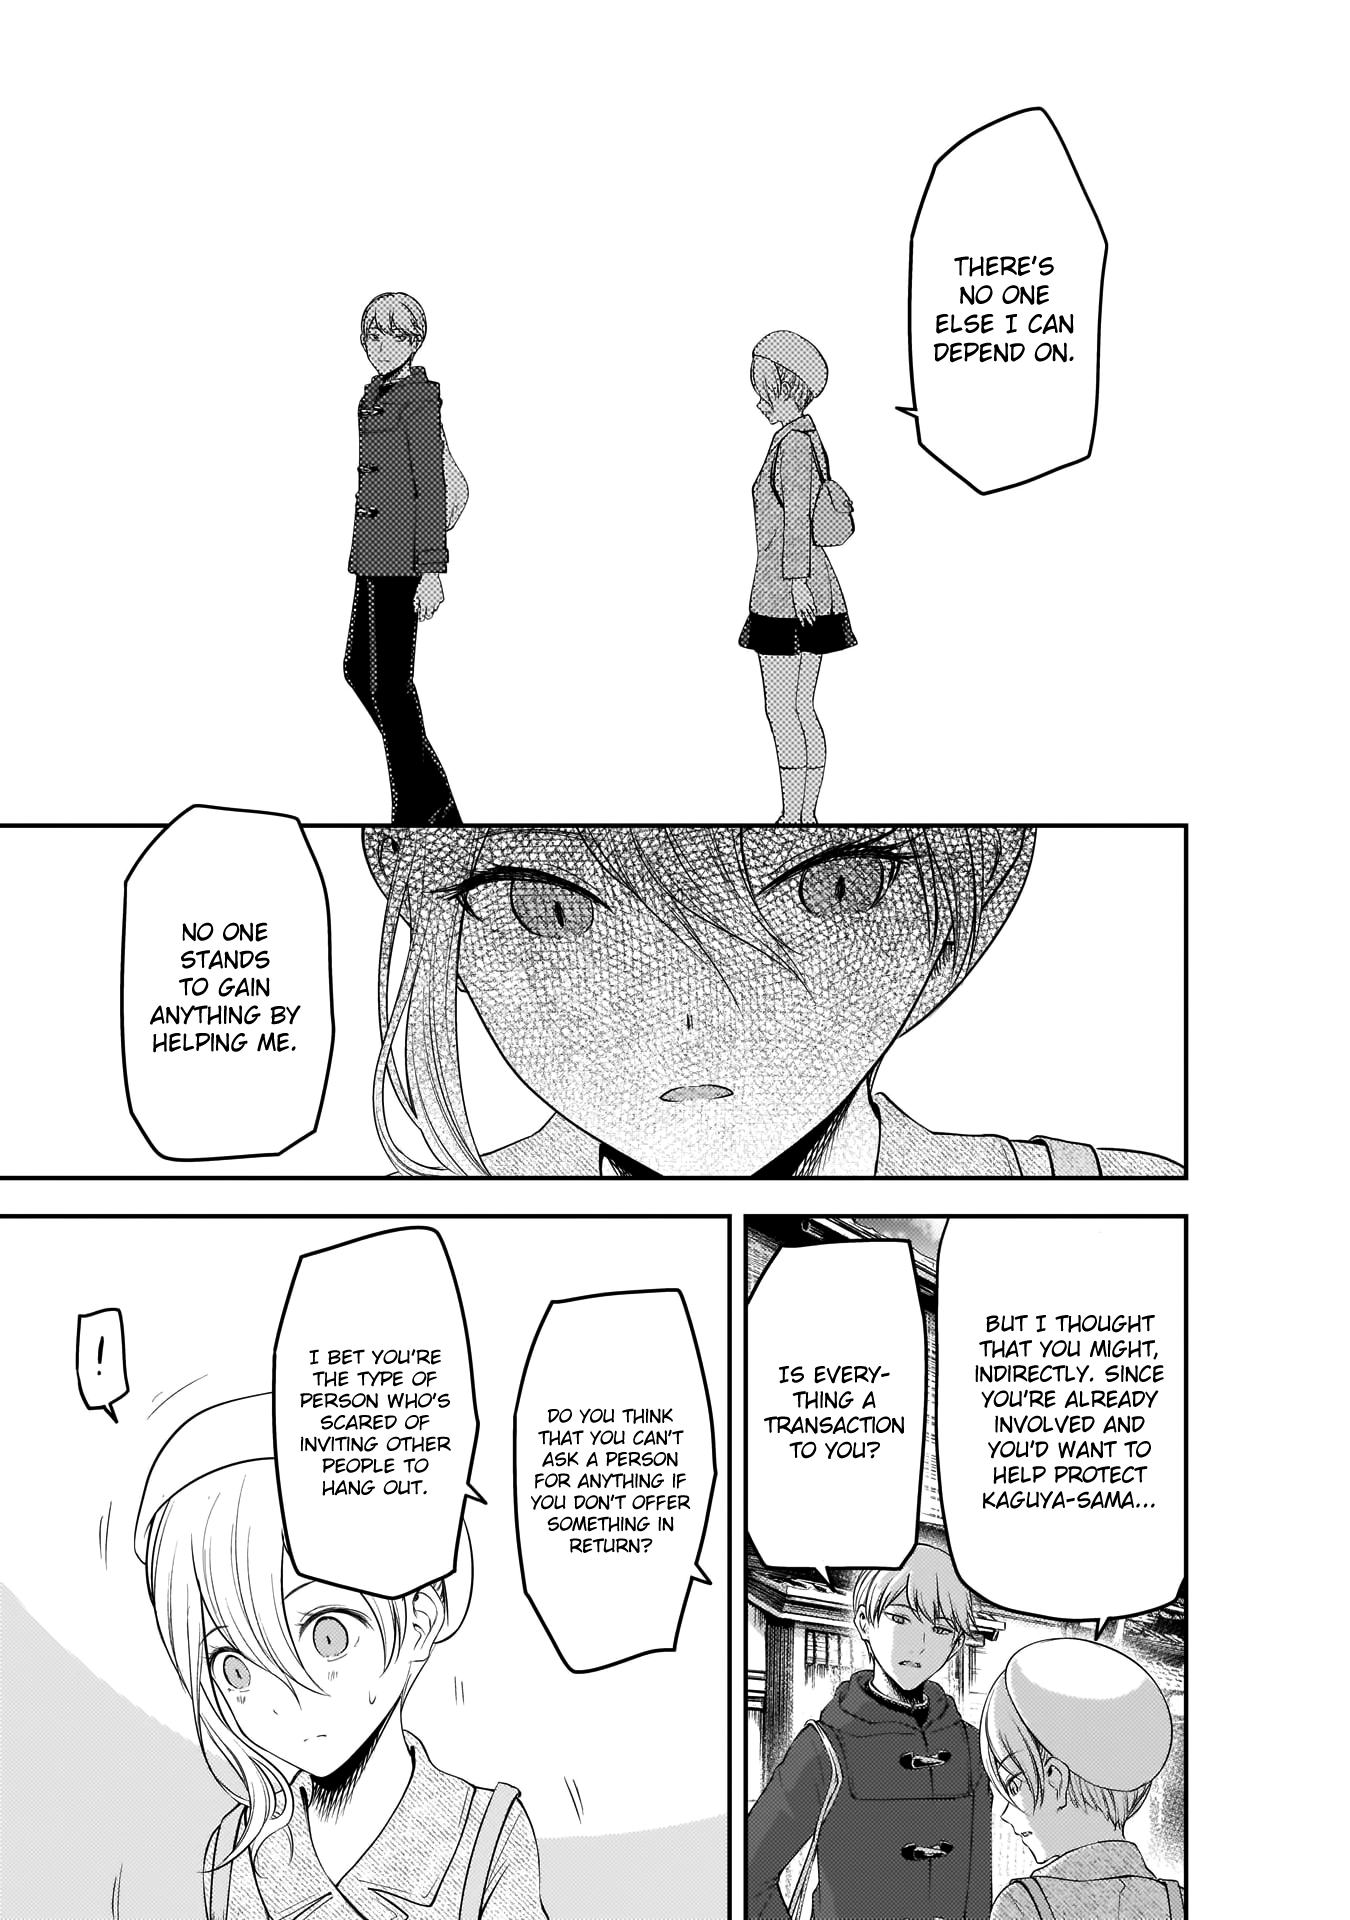 THERE'S
NO ONE
ELSE I CAN
DEPEND ON.
NO ONE
STANDS
TO GAIN
ANYTHING BY
HELPING ME.
BUT I THOUGHT
THAT YOU MIGHT,
INDIRECTLY. SINCE
YOU'RE ALREADY
INVOLVED AND
YOU'D WANT TO
HELP PROTECT
KAGUYA-SAMA...
IS EVERY-
THING A
TRANSACTION
TO YOU?
DO YOU THINK
THAT YOU CAN'T
ASK A PERSON
FOR ANYTHING IF
YOU DON'T OFFER
SOMETHING IN
RETURN?
I BET YOU'RE
THE TYPE OF
PERSON WHO'S
SCARED OF
INVITING OTHER
PEOPLE TO
HANG OUT.
!